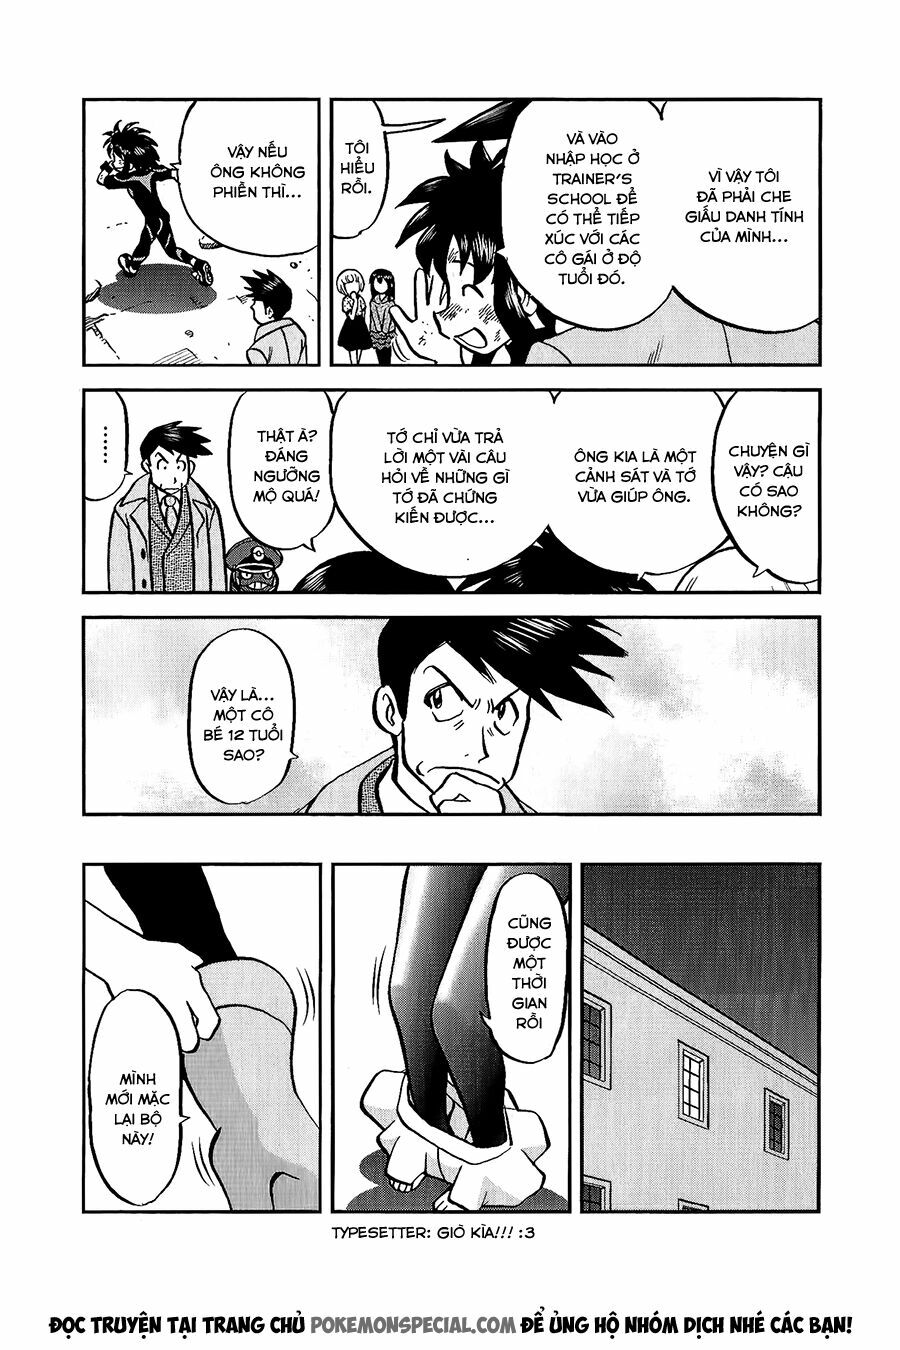 VÌ VẬY TÔI
ĐÃ PHẢI CHE
GIẤU DANH TÍNH
CỦA MÌNH...
VÀ VÀO
NHẬP HỌC Ở
TRAINER'S
SCHOOL ĐỂ
CÓ THỂ TIẾP
XÚC VỚI CÁC
CÔ GÁI Ở ĐỘ
TUỔI ĐÓ.
TÔI
HIỂU
RỒI.
VẬY NẾU
ÔNG KHÔNG
PHIỀN THÌ...
CHUYỆN GÌ
VẬY? CẬU
CÓ SAO
KHÔNG?
ÔNG KIA LÀ MỘT
CẢNH SÁT VÀ TỚ
VỪA GIÚP ÔNG.
TỚ CHỈ VỪA TRẢ
LỜI MỘT VÀI CÂU
HỎI VỀ NHỮNG GÌ
TỚ ĐÃ CHỨNG
KIẾN ĐƯỢC...
THẬT À?
ĐÁNG
NGƯỠNG
MỘ QUÁ!
......
VẬY LÀ...
MỘT CÔ
BÉ 12 TUỔI
SAO?
CŨNG
ĐƯỢC
MỘT
THỜI
GIAN
RỒI
MÌNH
MỚI MẶC
LẠI BỘ
NÀY!
TYPESETTER: GIÒ KÌA!!! :3
ĐỌC TRUYỆN TẠI TRANG CHỦ POKEMONSPECIAL.COM ĐỂ ỦNG HỘ NHÓM DỊCH NHÉ CÁC BẠN!